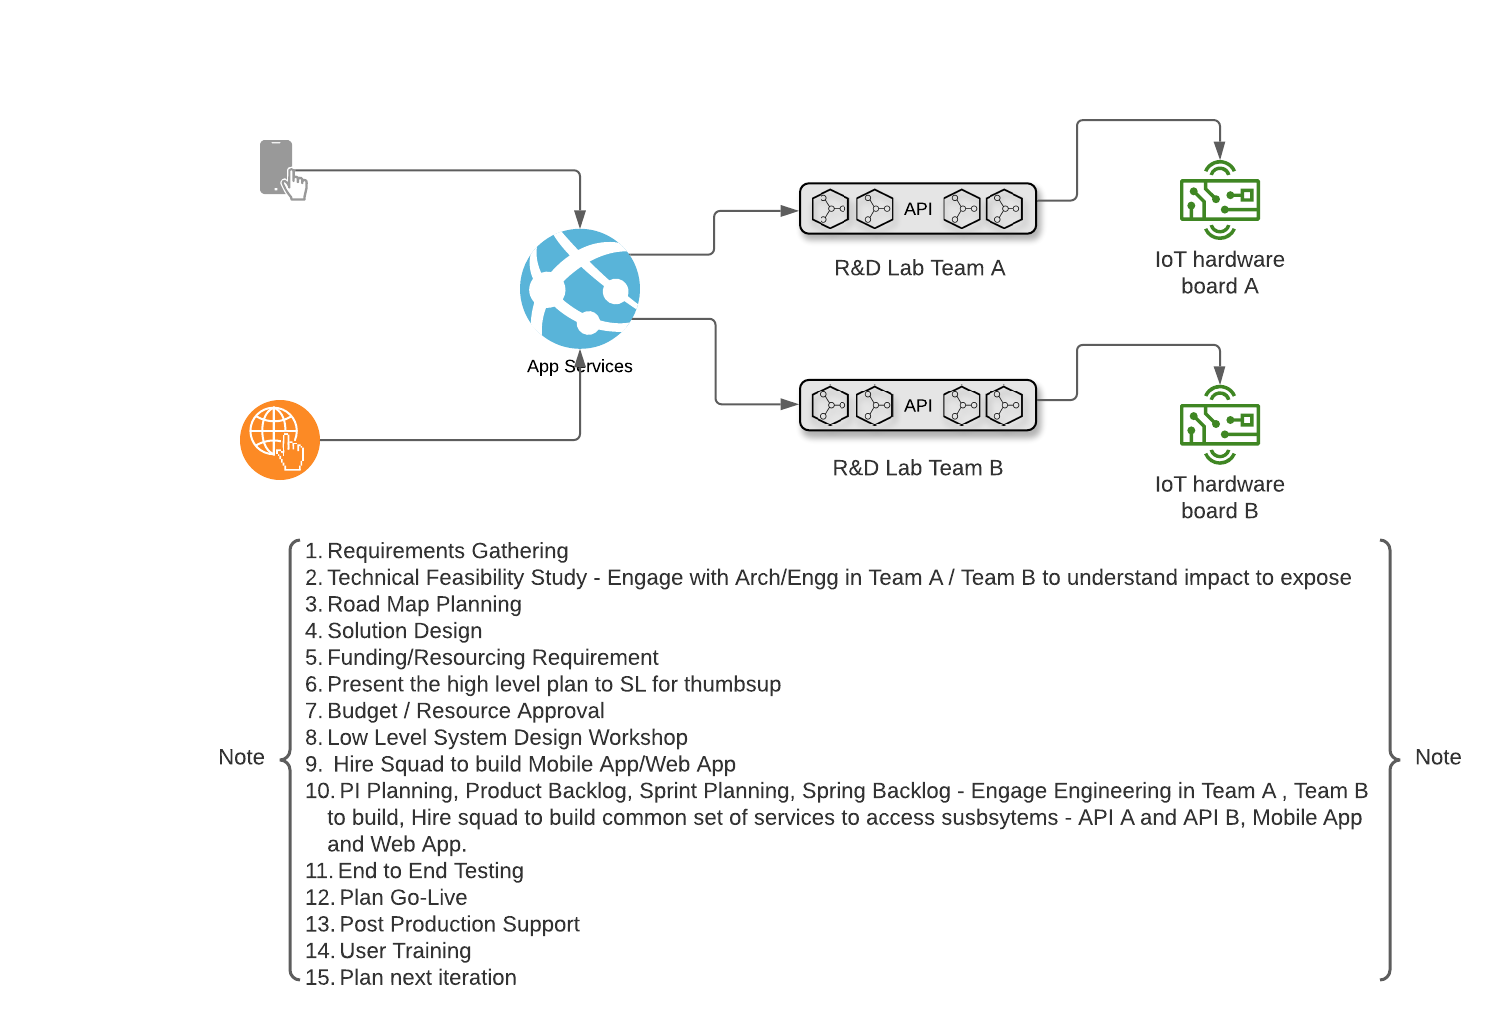 API
R&D Lab Team A
IoT hardware
board A
App Services
API
R&D Lab Team B
IoT hardware
board B
1. Requirements Gathering
2. Technical Feasibility Study - Engage with Arch/Engg in Team A / Team B to understand impact to expose
3. Road Map Planning
4. Solution Design
5. Funding/Resourcing Requirement
6. Present the high level plan to SL for thumbsup
7. Budget / Resource Approval
8. Low Level System Design Workshop
9. Hire Squad to build Mobile App/Web App
10. PI Planning, Product Backlog, Sprint Planning, Spring Backlog - Engage Engineering in Team A , Team B
to build, Hire squad to build common set of services to access susbsytems - API A and API B, Mobile App
and Web App.
11. End to End Testing
12. Plan Go-Live
13. Post Production Support
14. User Training
15. Plan next iteration
Note
Note